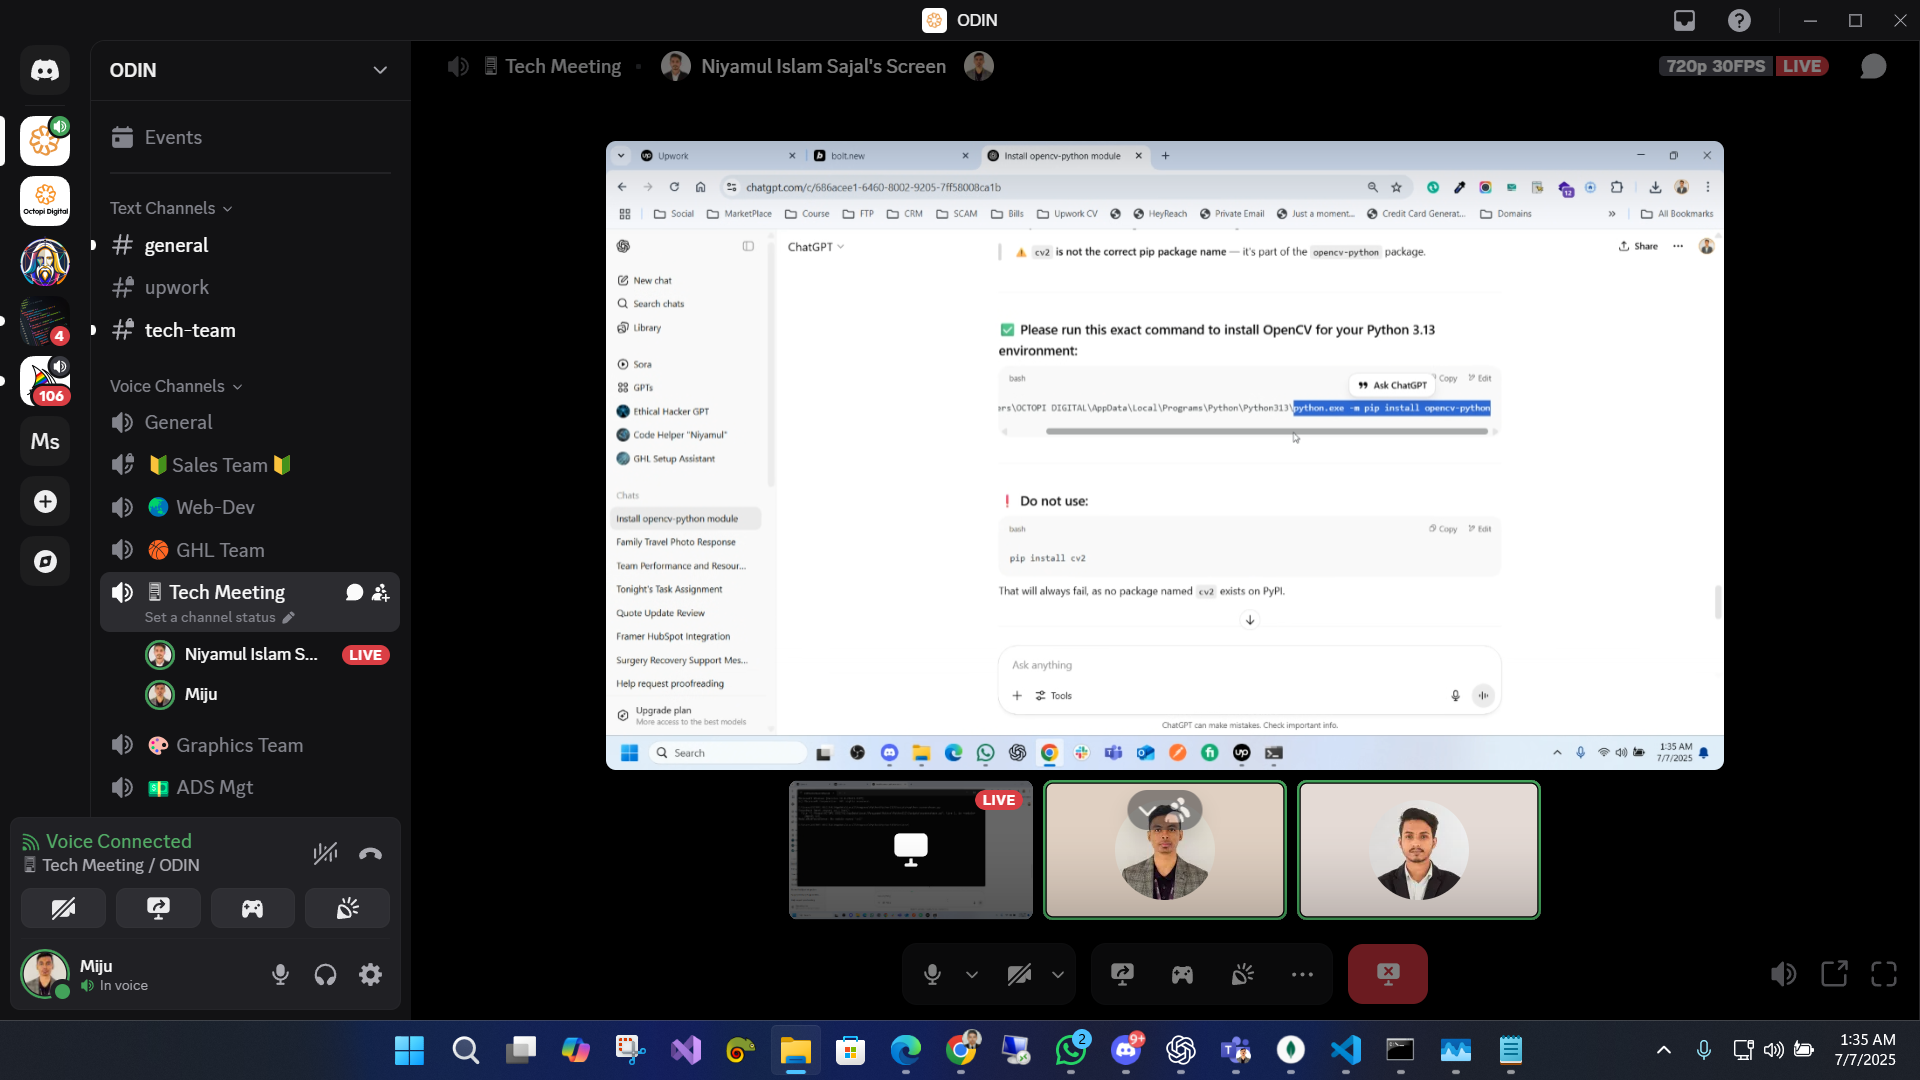 ODIN
ODIN
Events
Text Channels
general
upwork
tech-team
Voice Channels
General
Sales Team
Web-Dev
GHL Team
Tech Meeting
Set a channel status
Niyamul Islam S...
LIVE
Miju
Graphics Team
ADS Mgt
Octopi Digital
4
106
Ms
Voice Connected
Tech Meeting / ODIN
Miju
In voice
Tech Meeting
Niyamul Islam Sajal's Screen
720p 30FPS
LIVE
Upwork
bolt.new
Install opencv-python module
chatgpt.com/c/686acee1-6460-8002-9205-7ff58008ca1b
12
Social
MarketPlace
Course
FTP
CRM
SCAM
Bills
Upwork CV
HeyReach
Private Email
Just a moment...
Credit Card Generat...
Domains
All Bookmarks
New chat
Search chats
Library
Sora
GPTs
Ethical Hacker GPT
Code Helper "Niyamul"
GHL Setup Assistant
Chats
Install opencv-python module
Family Travel Photo Response
Team Performance and Resour...
Tonight's Task Assignment
Quote Update Review
Framer HubSpot Integration
Surgery Recovery Support Mes...
Help request proofreading
Upgrade plan
More access to the best models
ChatGPT
Share
cv2 is not the correct pip package name — it's part of the opencv-python package.
Please run this exact command to install OpenCV for your Python 3.13
environment:
bash
Ask ChatGPT
Copy
Edit
ers\OCTOPI DIGITAL\AppData\Local\Programs\Python\Python313\python.exe -m pip install opencv-python
Do not use:
bash
Copy
Edit
pip install cv2
That will always fail, as no package named cv2 exists on PyPI.
Ask anything
Tools
ChatGPT can make mistakes. Check important info.
Search
1:35 AM
7/7/2025
LIVE
2
9+
1:35 AM
7/7/2025